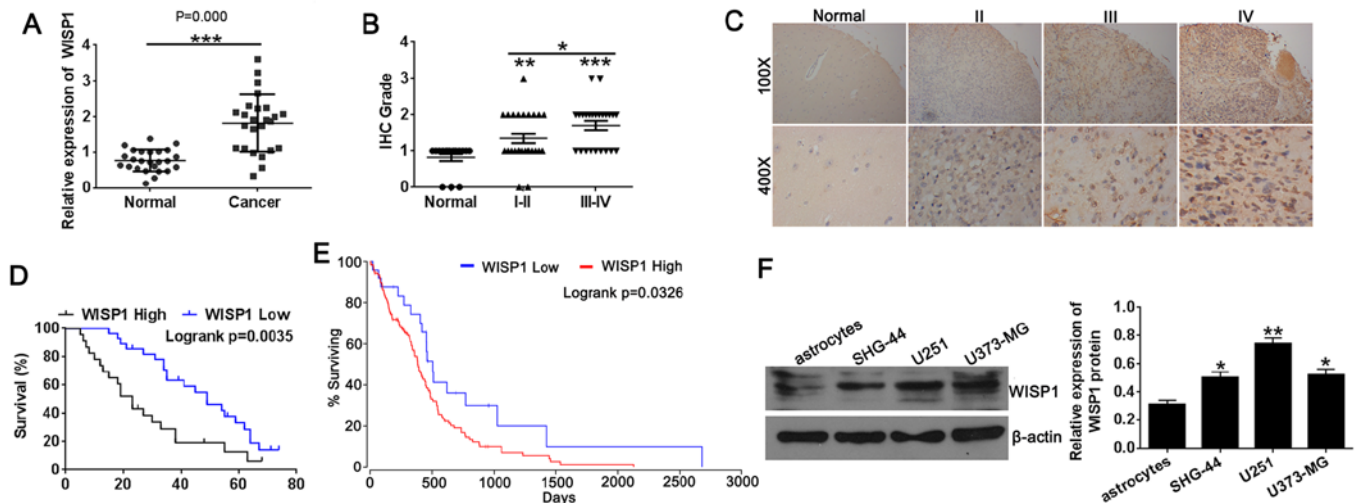 A
P=0.000
***
Relative expression of WISP1
4
3
2
1
0
Normal
Cancer
B
*
**
***
IHC Grade
4
3
2
1
0
Normal
I-II
III-IV
C
Normal
II
III
IV
100X
400X
D
WISP1 High
WISP1 Low
Logrank p=0.0035
Survival (%)
100
80
60
40
20
0
0
20
40
60
80
E
WISP1 Low
WISP1 High
Logrank p=0.0326
% Surviving
100
80
60
40
20
0
0
500
1000
1500
2000
2500
3000
Days
F
astrocytes
SHG-44
U251
U373-MG
WISP1
β-actin
Relative expression of
WISP1 protein
1.0
0.8
0.6
0.4
0.2
0.0
*
**
*
astrocytes
SHG-44
U251
U373-MG